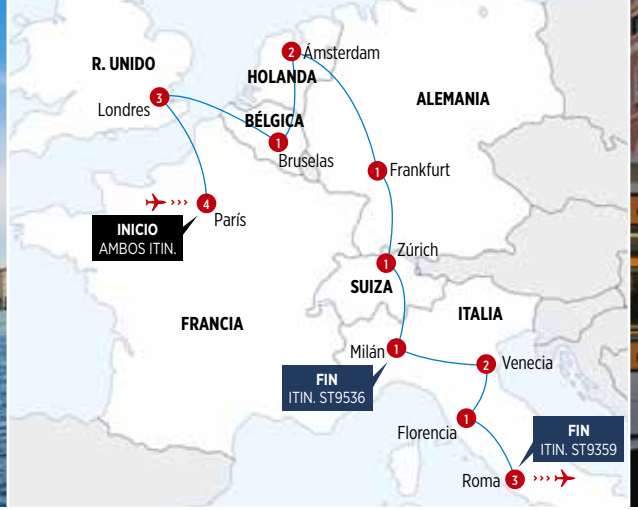 R. UNIDO
2 Ámsterdam
HOLANDA
ALEMANIA
3
Londres
BÉLGICA
1
Bruselas
1 Frankfurt
4
París
INICIO
AMBOS ITIN.
Zúrich
1
SUIZA
FRANCIA
ITALIA
Milán 1
2 Venecia
FIN
ITIN. ST9536
1
Florencia
FIN
ITIN. ST9359
Roma 3